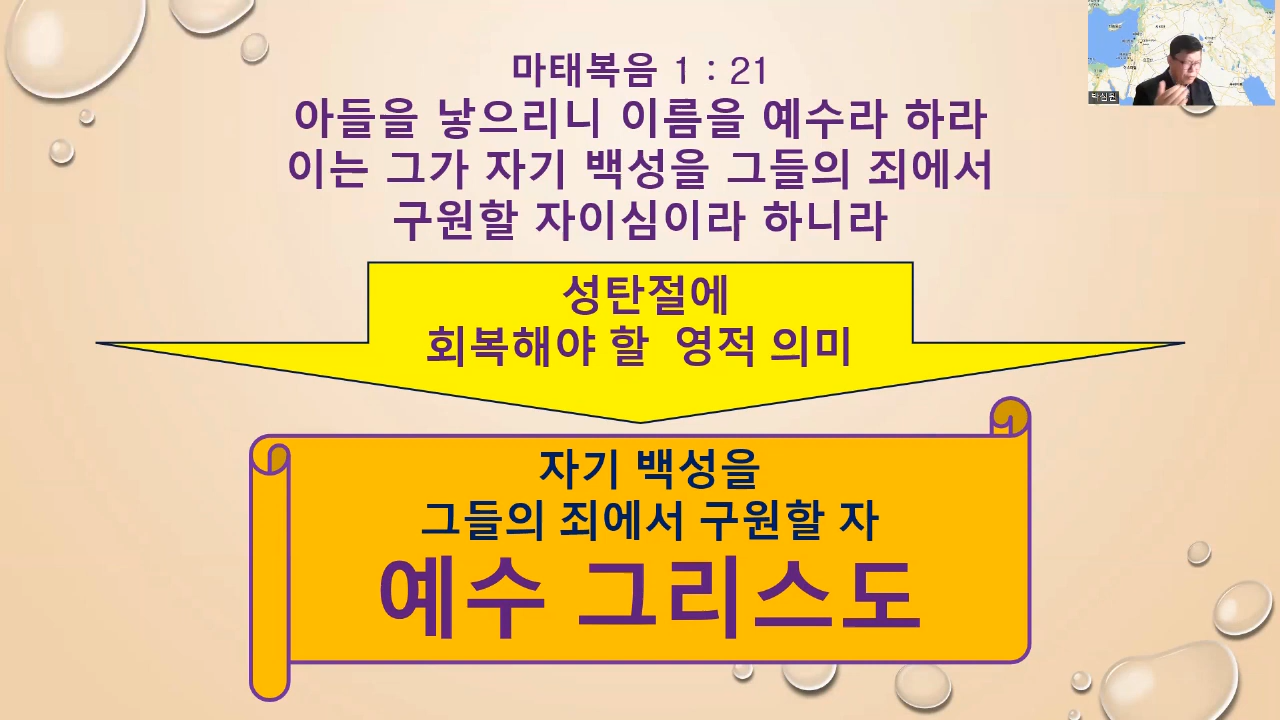 마태복음 1 : 21
아들을 낳으리니 이름을 예수라 하라
이는 그가 자기 백성을 그들의 죄에서
구원할 자이심이라 하니라
성탄절에
회복해야 할 영적 의미
자기 백성을
그들의 죄에서 구원할 자
예수 그리스도